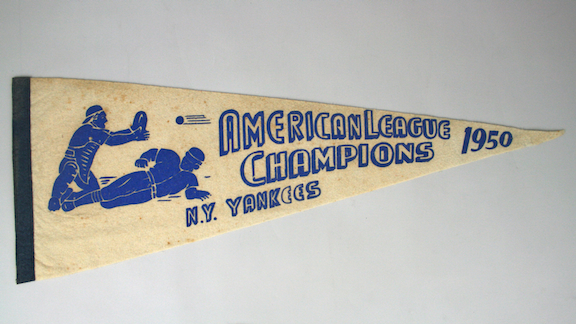 AMERICAN LEAGUE
CHAMPIONS
N.Y. YANKEES
1950